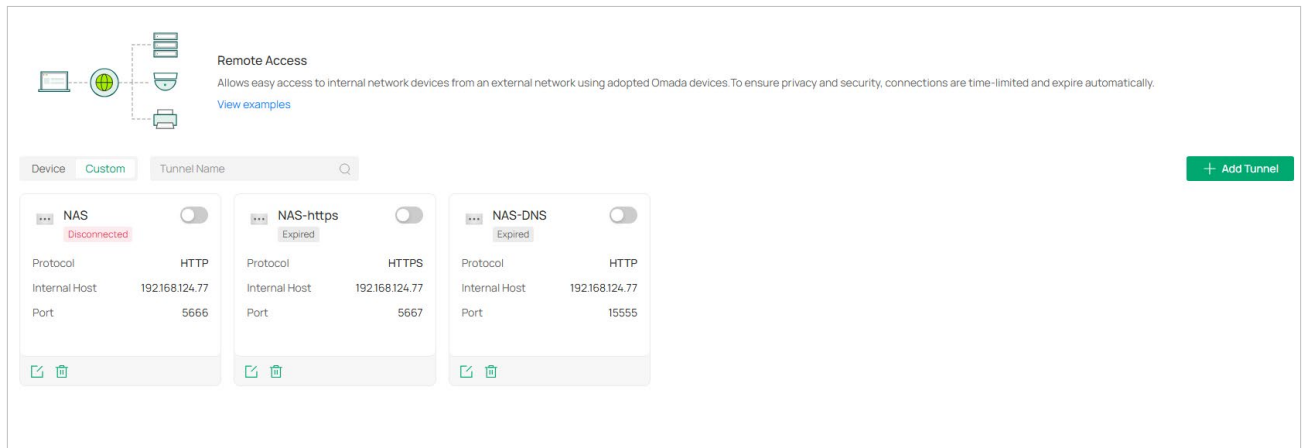 Remote Access
Allows easy access to internal network devices from an external network using adopted Omada devices.To ensure privacy and security, connections are time-limited and expire automatically.
View examples
Device Custom Tunnel Name + Add Tunnel
NAS NAS-https NAS-DNS
Disconnected Expired Expired
Protocol HTTP Protocol HTTPS Protocol HTTP
Internal Host 192.168.124.77 Internal Host 192.168.124.77 Internal Host 192.168.124.77
Port 5666 Port 5667 Port 15555